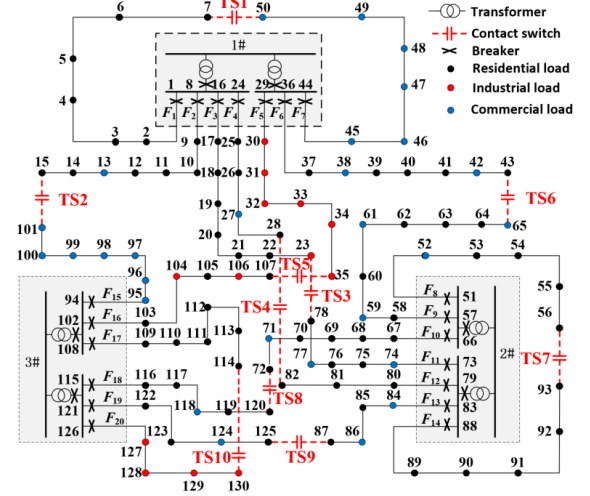 TS1
6 7 50 49
Transformer
Contact switch
Breaker
Residential load
Industrial load
Commercial load
1#
5 48
47
4
1 8 16 24 29 36 44
F1 F2 F3 F4 F5 F6 F7
3 2 9 17 25 30 45 46
15 14 13 12 11 10 18 26 31 37 38 39 40 41 42 43
TS2 TS6
19 27 32 33
101 20 28 34 61 62 63 64 65
100 99 98 97 21 22 23 52 53 54
TS5
96 104 105 106 107 35 60
95
TS4 TS3
55
94 F15
102 F16 103
108 F17 109 110 111
112
113
114
3#
78
59 58
F8 51
F9 57
F10 66
56
71 70 69 68 67
77 76 75 74
F11 73
F12 79
F13 83
F14 88
2#
TS7
72 82 81 80
TS8
115 F18 116 117
121 F19 122
126 F20
118 119 120
85 84
93
92
123 124 125 87 86
TS9
127 TS10
128 129 130
89 90 91